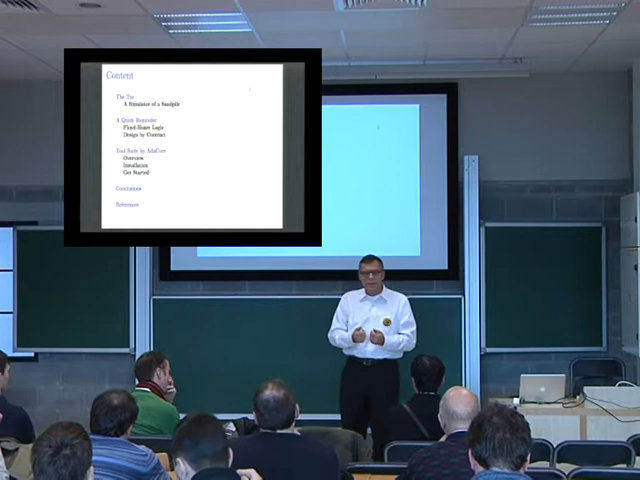 Content
The Toy
A Simulator of a Sandpile
A Quick Reminder
Floyd-Hoare Logic
Design by Contract
Tool Suite by AdaCore
Overview
Installation
Get Started
Conclusions
References